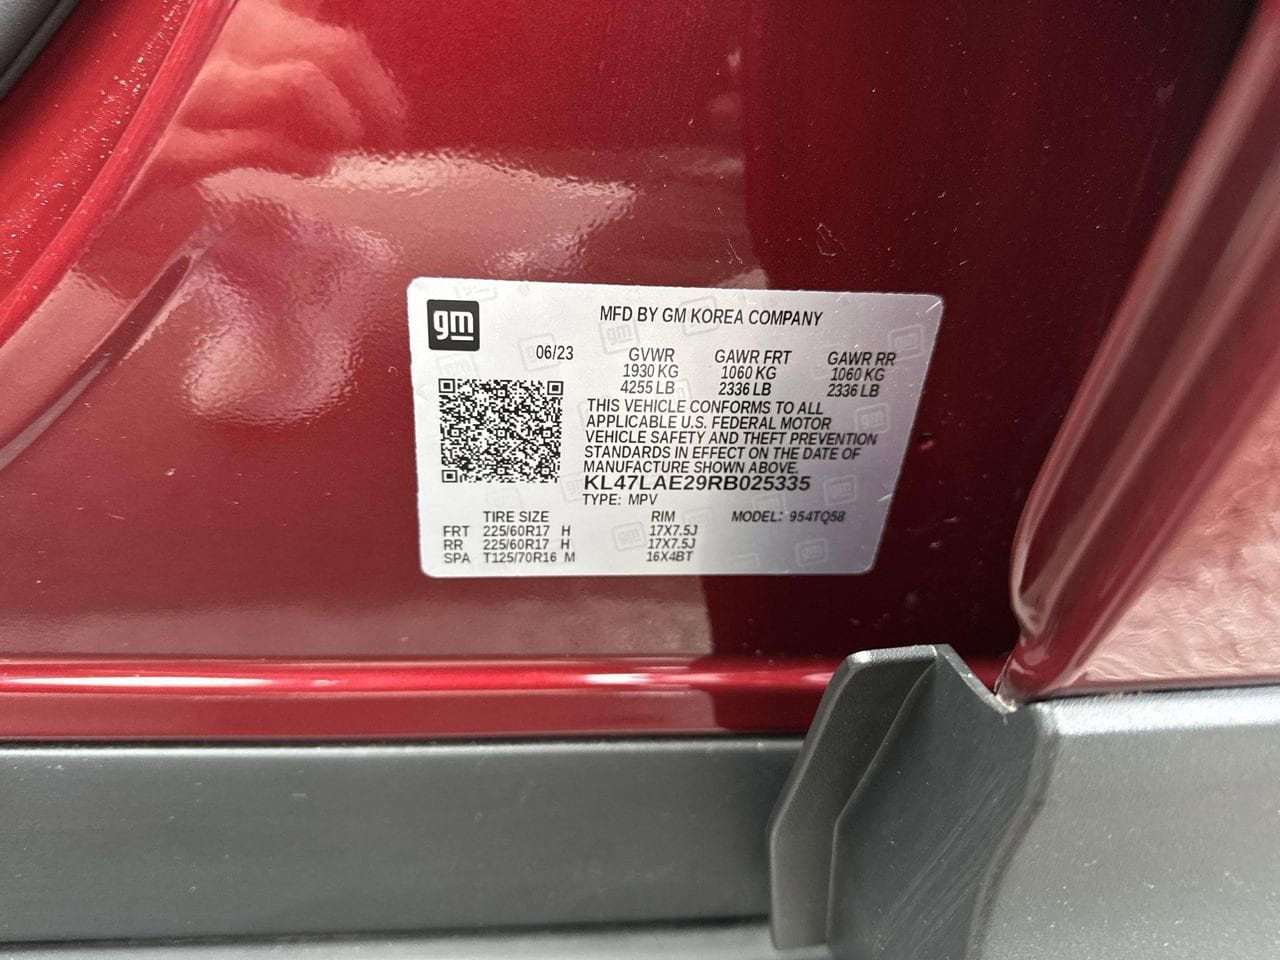 gm
MFD BY GM KOREA COMPANY
06/23 GVWR GAWR FRT GAWR RR
1930 KG 1060 KG 1060 KG
4255 LB 2336 LB 2336 LB
THIS VEHICLE CONFORMS TO ALL
APPLICABLE U.S. FEDERAL MOTOR
VEHICLE SAFETY AND THEFT PREVENTION
STANDARDS IN EFFECT ON THE DATE OF
MANUFACTURE SHOWN ABOVE.
KL47LAE29RB025335
TYPE: MPV
TIRE SIZE RIM MODEL: 954TQ58
FRT 225/60R17 H 17X7.5J
RR 225/60R17 H 17X7.5J
SPA T125/70R16 M 16X4BT